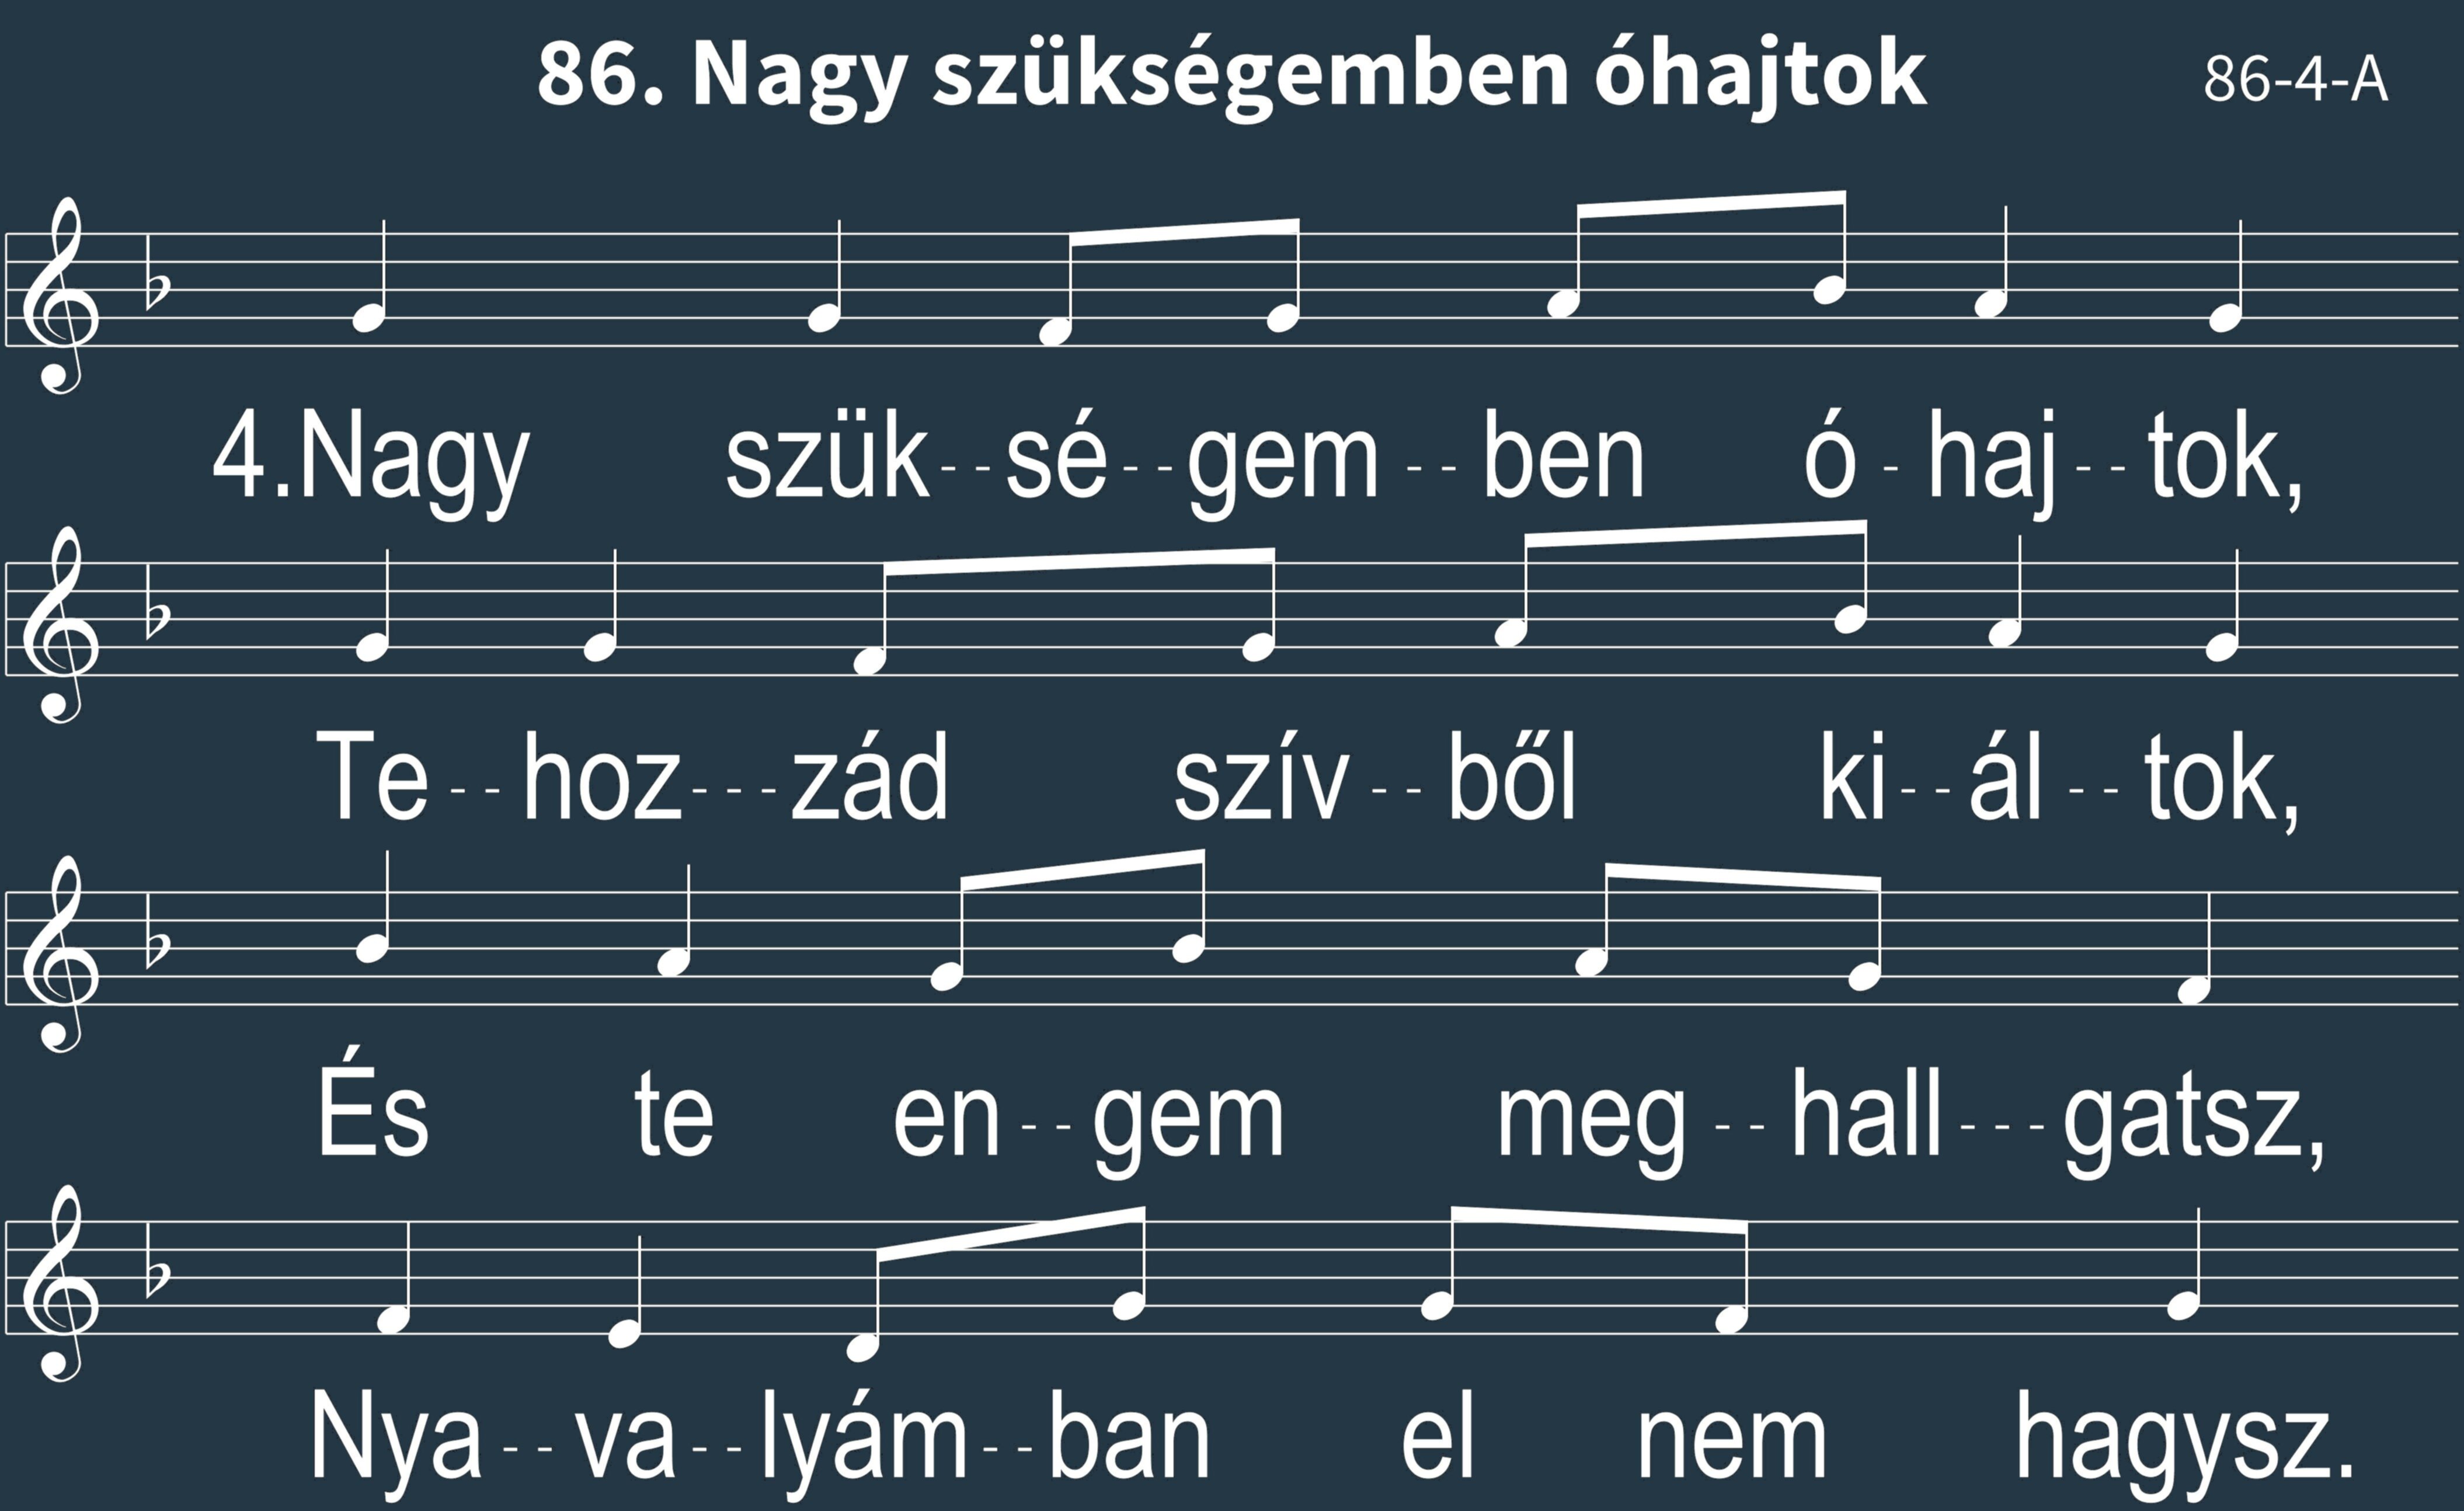 86. Nagy szükségemben óhajtok 86-4-A
4.Nagy szük--sé--gem--ben ó-haj--tok,
Te--hoz---zád szív--ből ki--ál--tok,
És te en--gem meg--hall---gatsz,
Nya--va--lyám--ban el nem hagysz.